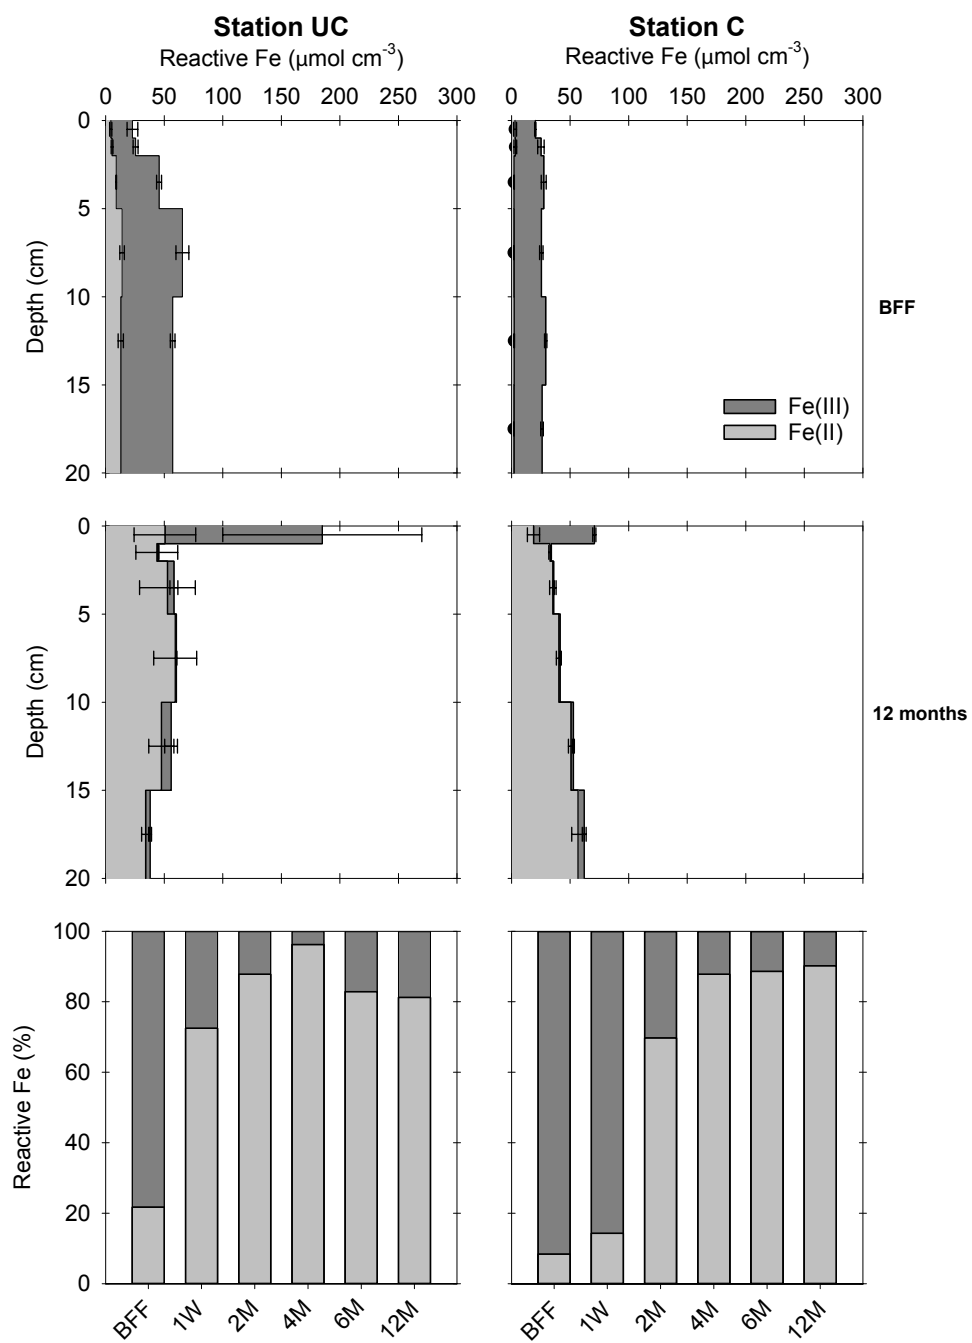 Station UC
Station C
Reactive Fe (µmol cm-3)
Reactive Fe (µmol cm-3)
0 50 100 150 200 250 300
0 50 100 150 200 250 300
0
5
10
15
20
Depth (cm)
BFF
Fe(III)
Fe(II)
0
5
10
15
20
Depth (cm)
12 months
100
80
60
40
20
0
Reactive Fe (%)
BFF 1W 2M 4M 6M 12M
BFF 1W 2M 4M 6M 12M